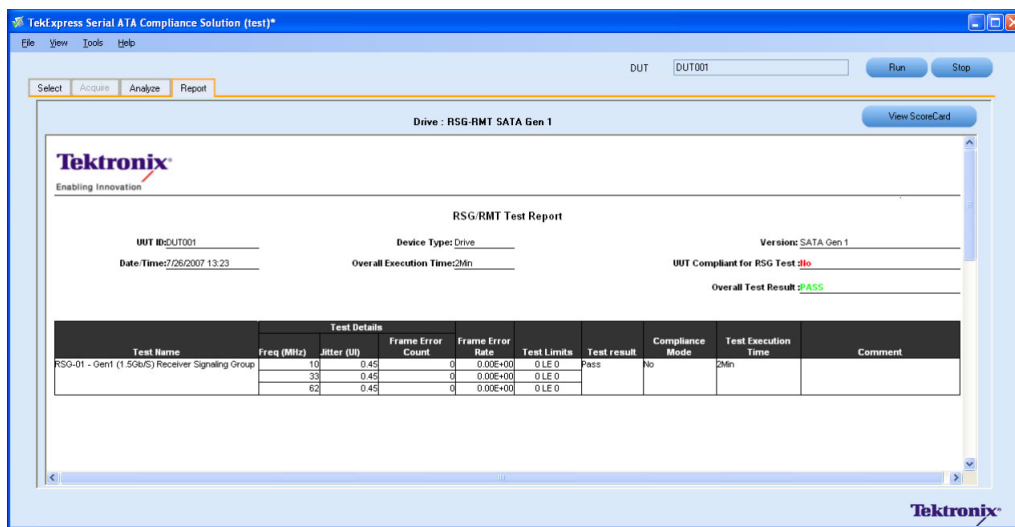 TekExpress Serial ATA Compliance Solution (test)*
File View Tools Help
DUT DUT001 Run Stop
Select Acquire Analyze Report
Drive : RSG-RMT SATA Gen 1 View ScoreCard
Tektronix
Enabling Innovation
RSG/RMT Test Report
UUT ID:DUT001 Device Type: Drive Version: SATA Gen 1
Date/Time:7/26/2007 13:23 Overall Execution Time:2Min UUT Compliant for RSG Test :No
Overall Test Result :PASS
Test Details
Test Name Freq (MHz) Jitter (UI) Frame Error Count Frame Error Rate Test Limits Test result Compliance Mode Test Execution Time Comment
RSG-01 - Gen1 (1.5Gb/S) Receiver Signaling Group 10 0.45 0 0.00E+00 0 LE 0 Pass No 2Min
33 0.45 0 0.00E+00 0 LE 0
62 0.45 0 0.00E+00 0 LE 0
Tektronix